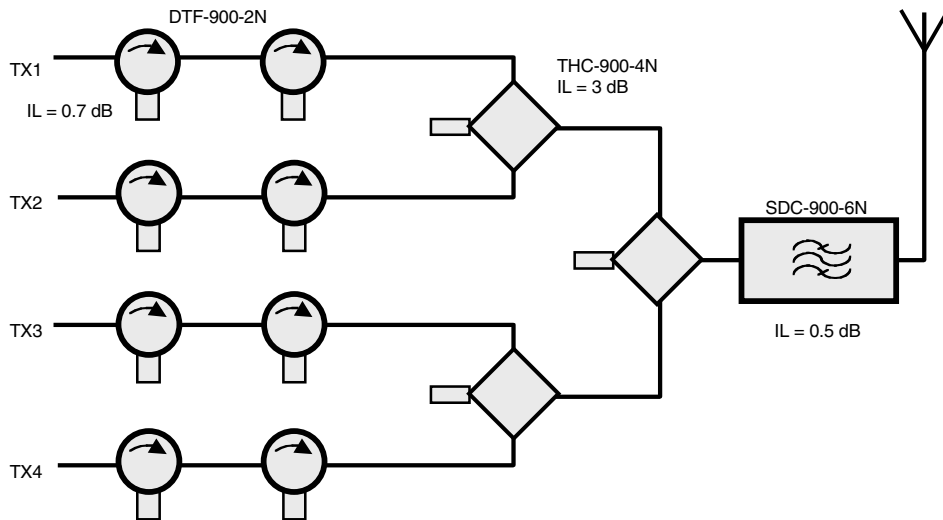 DTF-900-2N
TX1
IL = 0.7 dB
THC-900-4N
IL = 3 dB
TX2
SDC-900-6N
TX3
IL = 0.5 dB
TX4